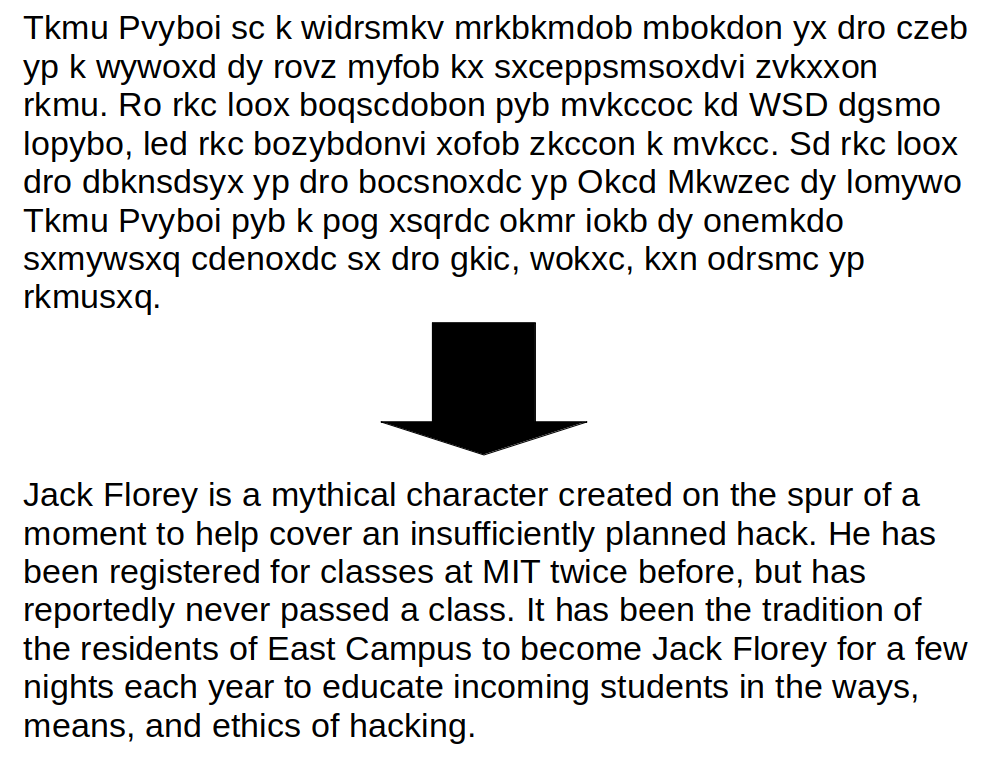 Tkmu Pvyboi sc k widrsmkv mrkbkmdob mbokdon yx dro czeb
yp k wywoxd dy rovz myfob kx sxceppsmsoxdvi zvkxxon
rkmu. Ro rkc loox boqscdobon pyb mvkccoc kd WSD dgsmo
lopybo, led rkc bozybdonvi xofob zkccon k mvkcc. Sd rkc loox
dro dbknsdsyx yp dro bocsnoxdc yp Okcd Mkwzec dy lomywo
Tkmu Pvyboi pyb k pog xsqrdc okmr iokb dy onemkdo
sxmywsxq cdenoxdc sx dro gkic, wokxc, kxn odrsmc yp
rkmusxq.
Jack Florey is a mythical character created on the spur of a
moment to help cover an insufficiently planned hack. He has
been registered for classes at MIT twice before, but has
reportedly never passed a class. It has been the tradition of
the residents of East Campus to become Jack Florey for a few
nights each year to educate incoming students in the ways,
means, and ethics of hacking.